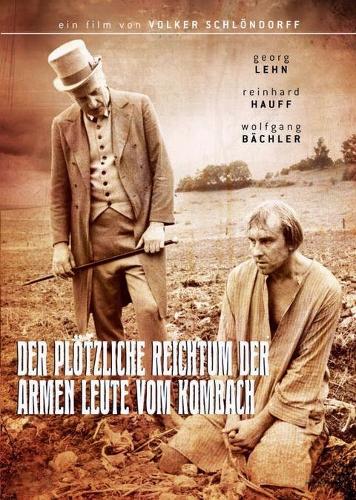 ein film von VOLKER SCHLÖNDORFF
georg
LEHN
reinhard
HAUFF
wolfgang
BÄCHLER
DER PLÖTZLICHE REICHTUM DER
ARMEN LEUTE VOM KOMBACH